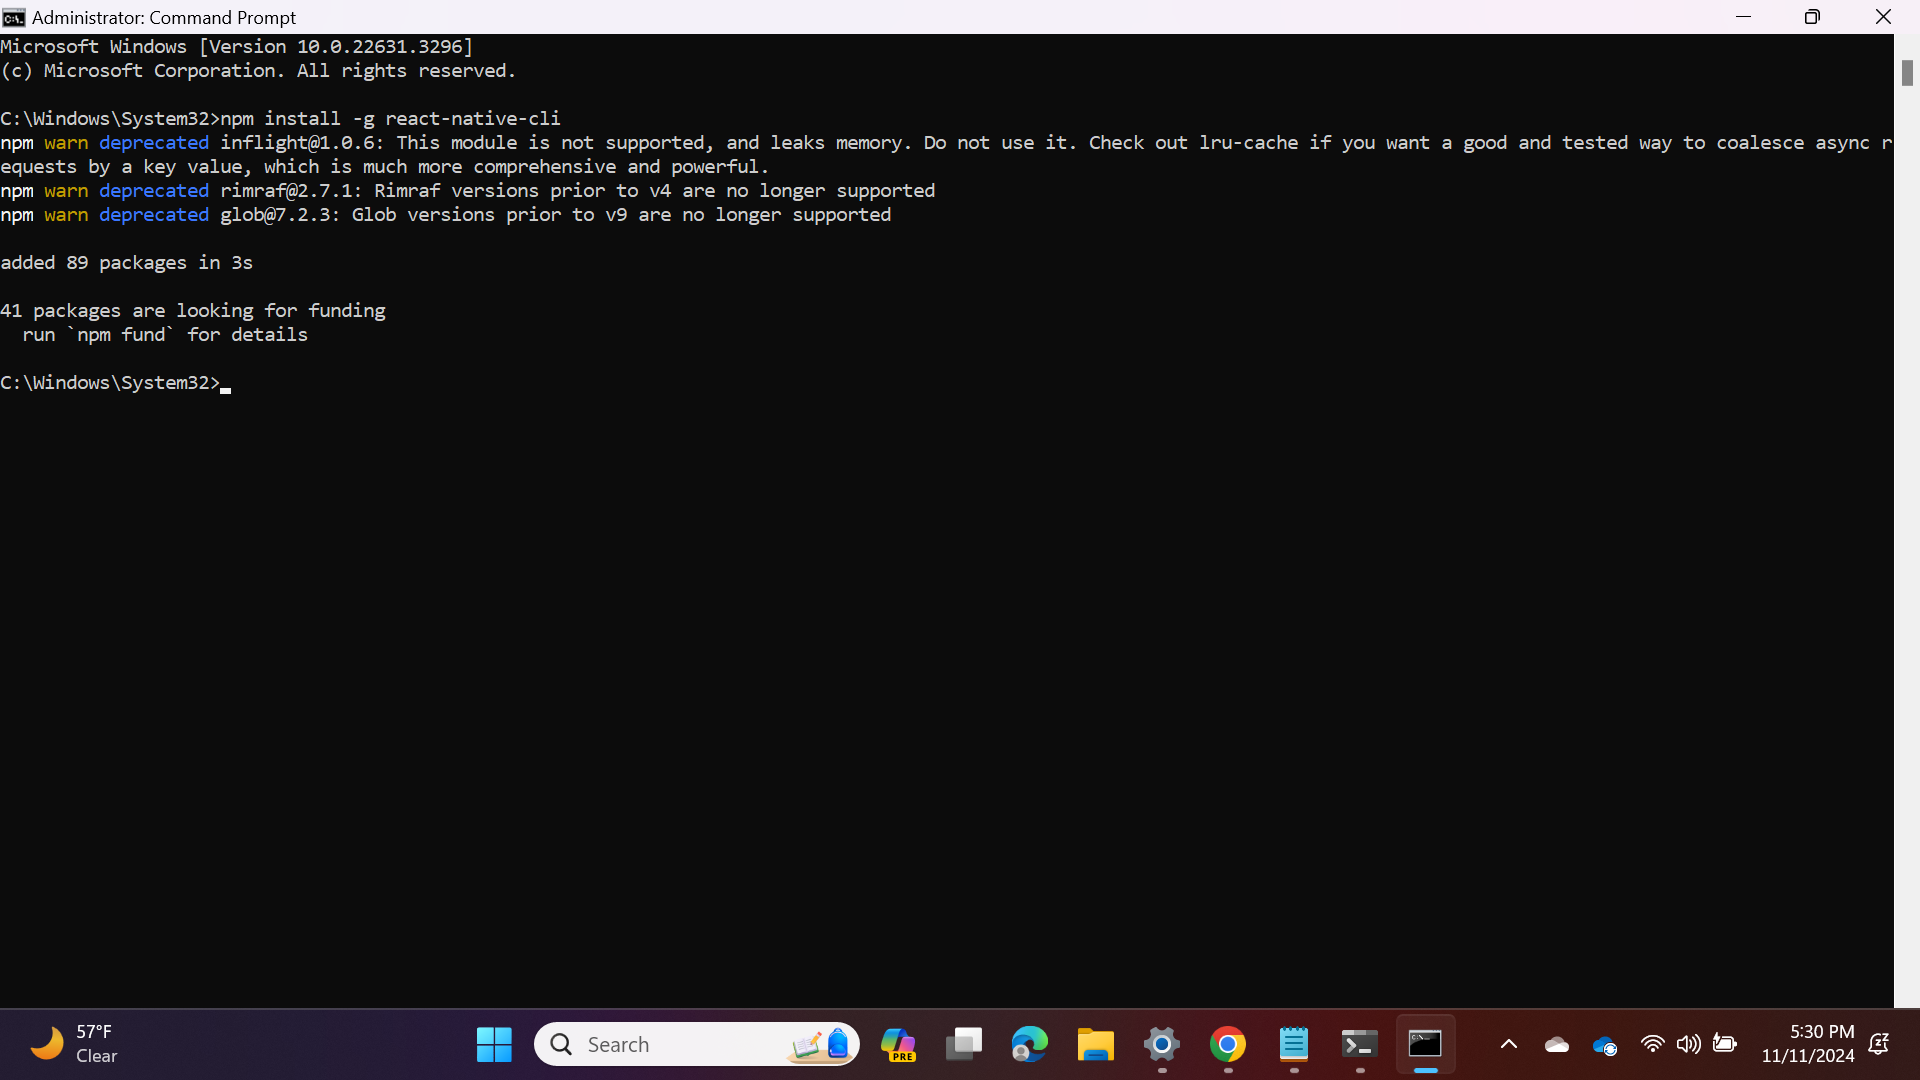 Administrator: Command Prompt
Microsoft Windows [Version 10.0.22631.3296]
(c) Microsoft Corporation. All rights reserved.
C:\Windows\System32>npm install -g react-native-cli
npm warn deprecated inflight@1.0.6: This module is not supported, and leaks memory. Do not use it. Check out lru-cache if you want a good and tested way to coalesce async r
equests by a key value, which is much more comprehensive and powerful.
npm warn deprecated rimraf@2.7.1: Rimraf versions prior to v4 are no longer supported
npm warn deprecated glob@7.2.3: Glob versions prior to v9 are no longer supported
added 89 packages in 3s
41 packages are looking for funding
  run `npm fund` for details
C:\Windows\System32>
57°F
Clear
Search
PRE
5:30 PM
11/11/2024